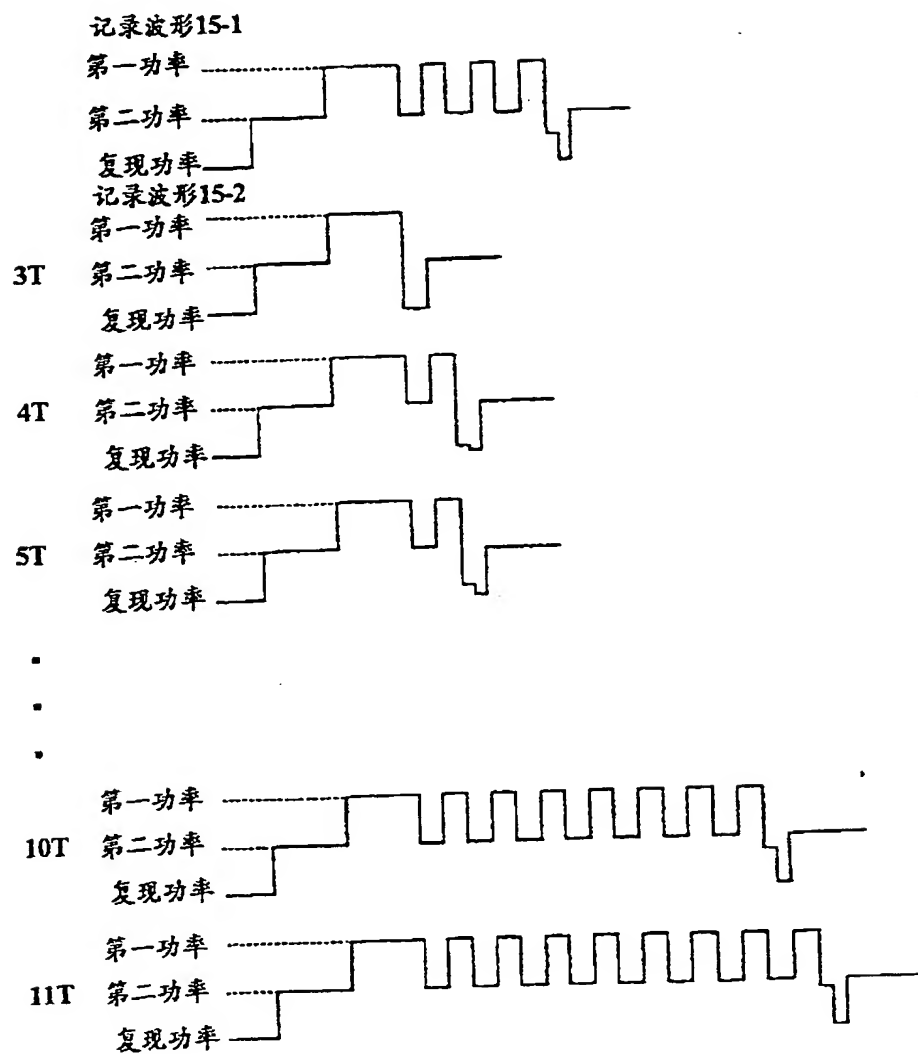 记录波形15-1
第一功率
第二功率
复现功率
记录波形15-2
第一功率
3T 第二功率
复现功率
第一功率
4T 第二功率
复现功率
第一功率
5T 第二功率
复现功率
第一功率
10T 第二功率
复现功率
第一功率
11T 第二功率
复现功率